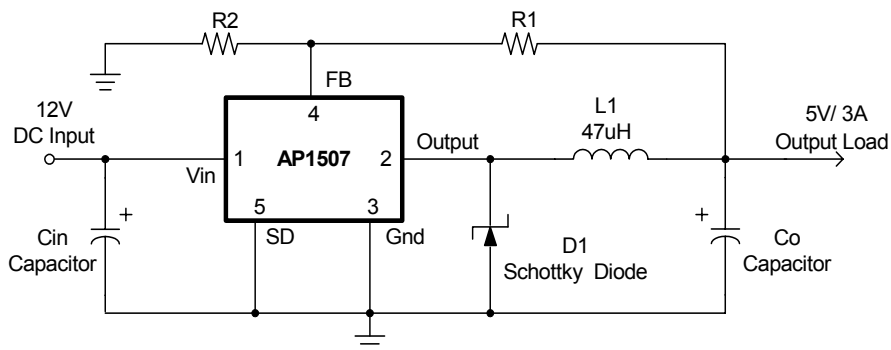 R2
R1
FB
4
12V
DC Input
L1
47uH
5V/ 3A
Output Load
Output
Vin
1
AP1507
2
5
3
SD
Gnd
+
Cin
Capacitor
D1
Schottky Diode
+
Co
Capacitor